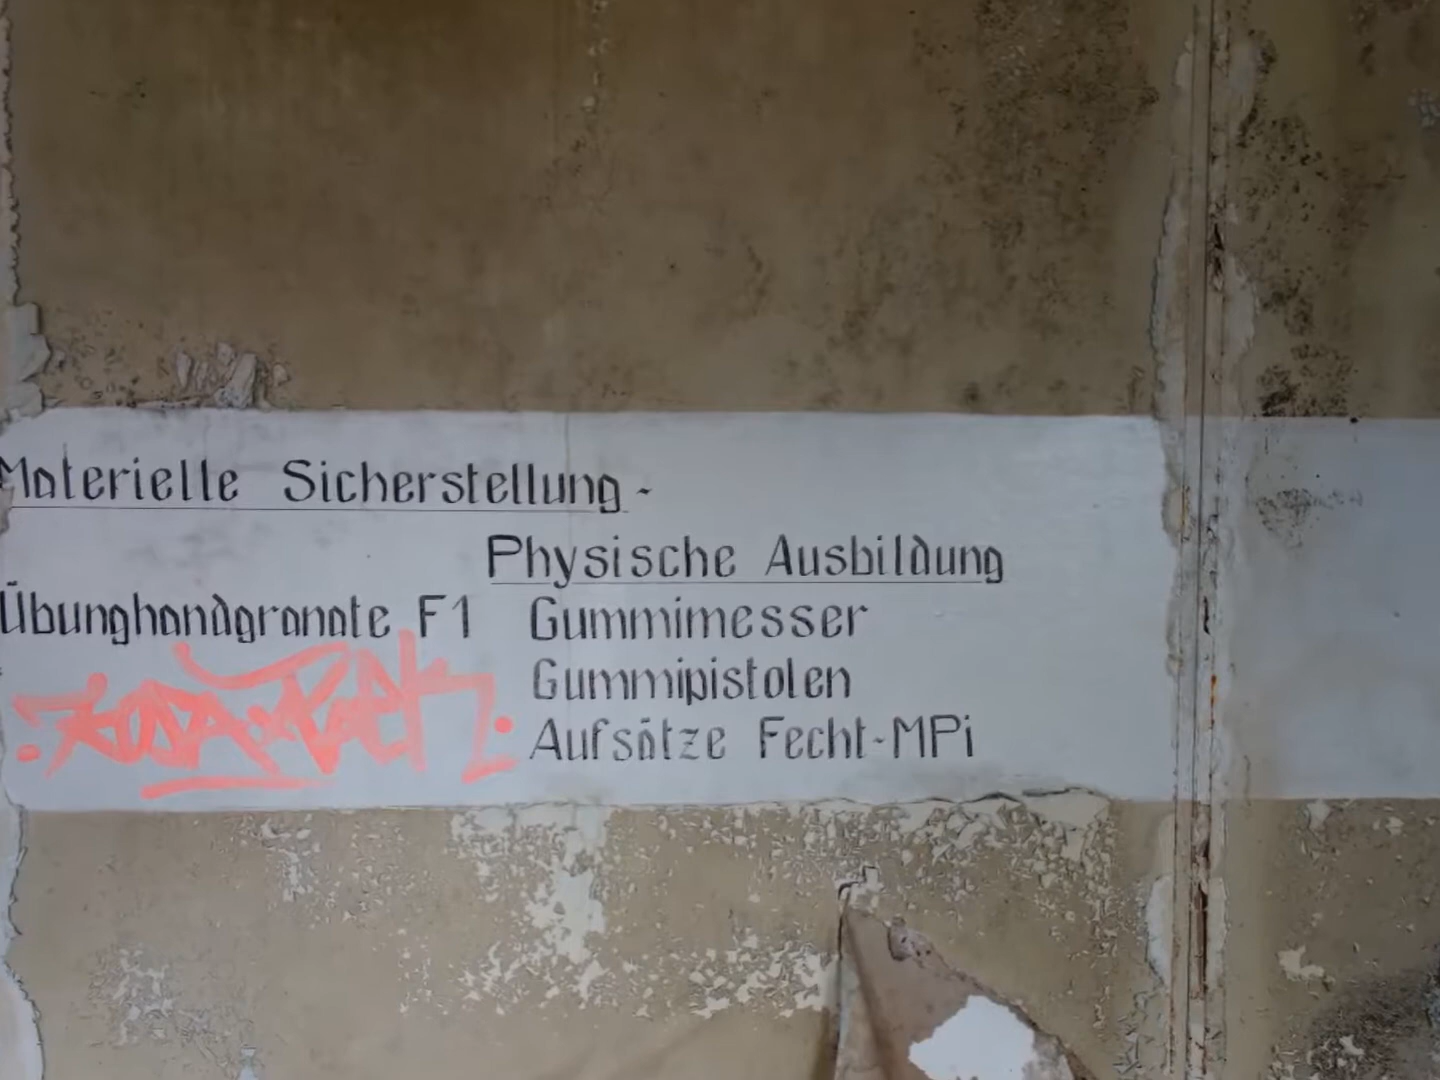 Materielle Sicherstellung -
Physische Ausbildung
Übunghandgranate F1 Gummimesser
Gummipistolen
Aufsätze Fecht-MPi